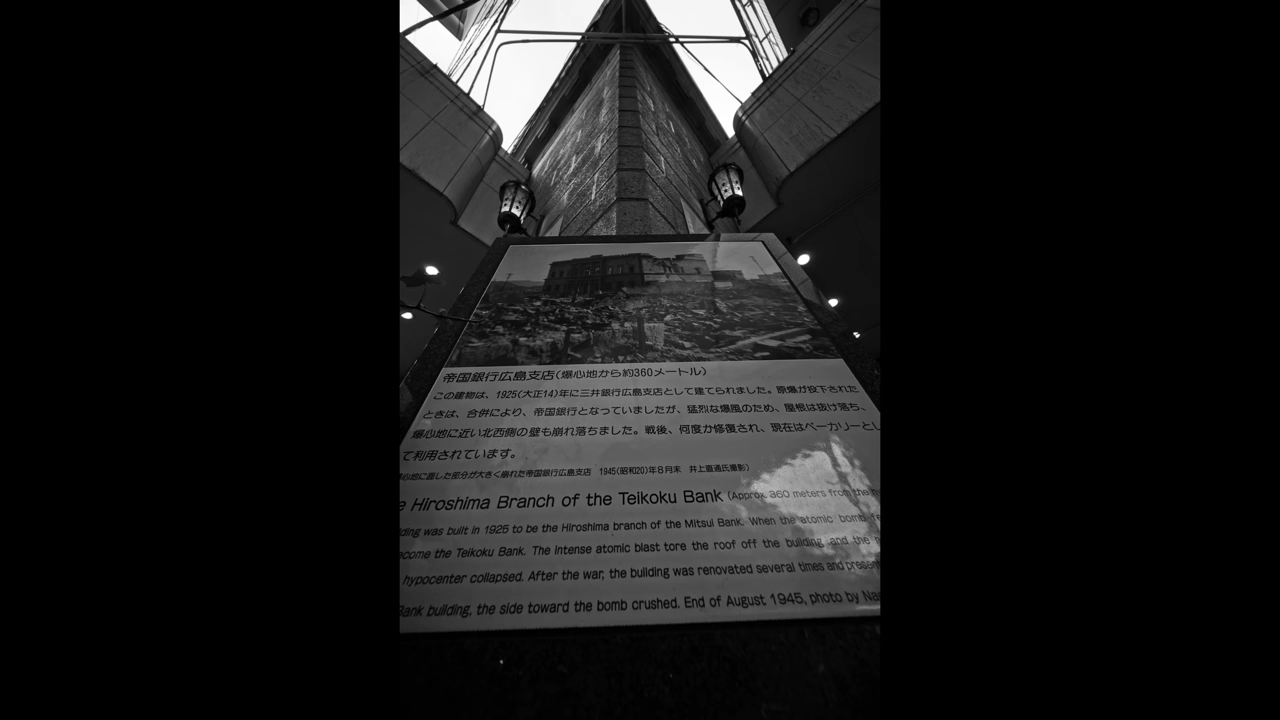 帝国銀行広島支店(爆心地から約360メートル)
この建物は、1925(大正14)年に三井銀行広島支店として建てられました。原爆が投下された
ときは、合併により、帝国銀行となっていましたが、猛烈な爆風のため、屋根は抜け落ち、
爆心地に近い北西側の壁も崩れ落ちました。戦後、何度か修復され、現在はベーカリーとし
て利用されています。
心地に面した部分が大きく崩れた帝国銀行広島支店 1945(昭和20)年8月末 井上直通氏撮影)
e Hiroshima Branch of the Teikoku Bank (Approx. 360 meters from the
ding was built in 1925 to be the Hiroshima branch of the Mitsui Bank. When the atomic bomb
ecome the Teikoku Bank. The intense atomic blast tore the roof off the building and the
hypocenter collapsed. After the war, the building was renovated several times and present
Bank building, the side toward the bomb crushed. End of August 1945, photo by Na